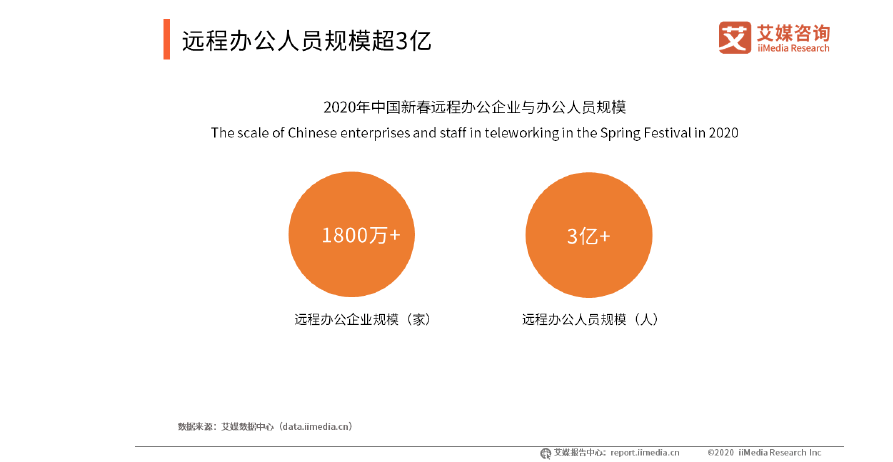 远程办公人员规模超3亿
艾 艾媒咨询
iiMedia Research
2020年中国新春远程办公企业与办公人员规模
The scale of Chinese enterprises and staff in teleworking in the Spring Festival in 2020
1800万+
3亿+
远程办公企业规模（家）
远程办公人员规模（人）
数据来源：艾媒数据中心（data.iimedia.cn）
艾媒报告中心：report.iimedia.cn ©2020 iiMedia Research Inc